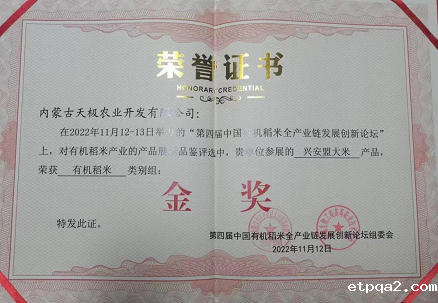 荣誉证书
HONORARY CREDENTIAL
内蒙古天极农业开发有限公司：
在2022年11月12-13日举办的“第四届中国有机稻米全产业链发展创新论坛”
上，对有机稻米产业的产品展示品鉴评选中，贵单位参展的 兴安盟大米 产品，
荣获 有机稻米 类别组：
金奖
特发此证。
第四届中国有机稻米全产业链发展创新论坛组委会
2022年11月12日
etpqa2.com